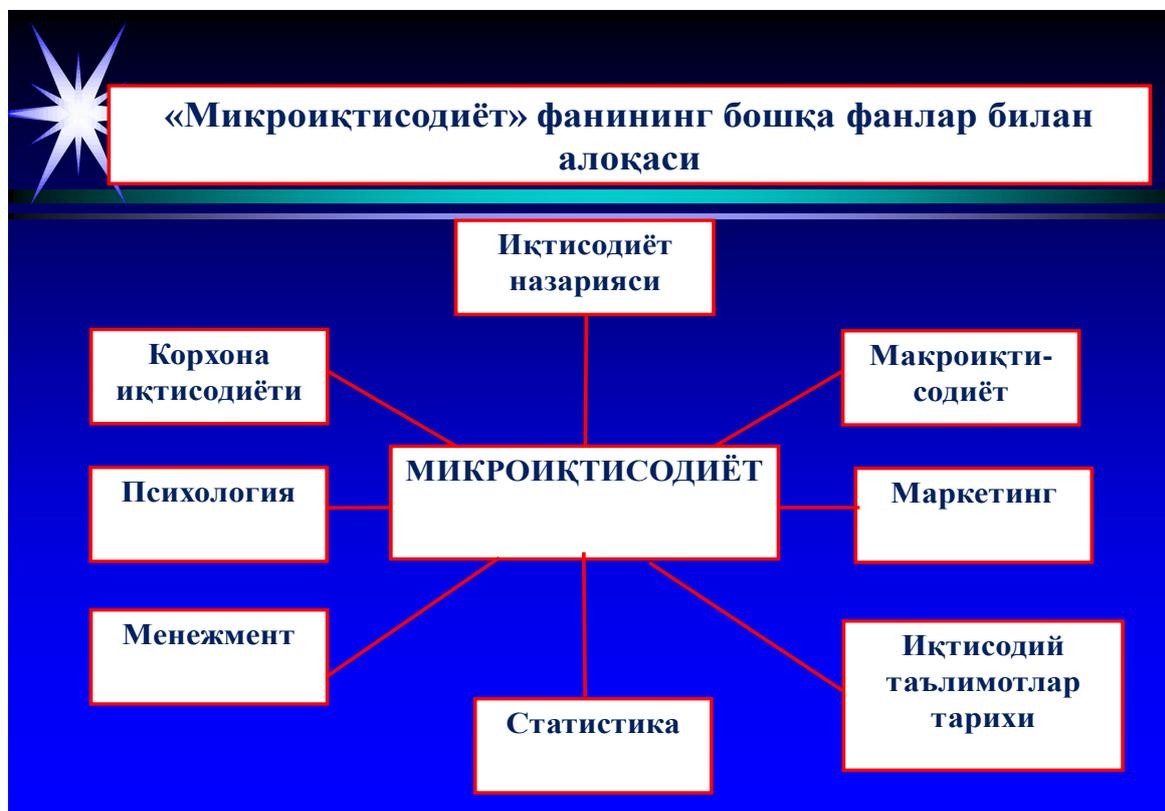 «Микроиқтисодиёт» фанининг бошқа фанлар билан
алоқаси
Иқтисодиёт
назарияси
Корхона
иқтисодиёти
Макроиқти-
содиёт
МИКРОИҚТИСОДИЁТ
Психология
Маркетинг
Менежмент
Иқтисодий
таълимотлар
тарихи
Статистика